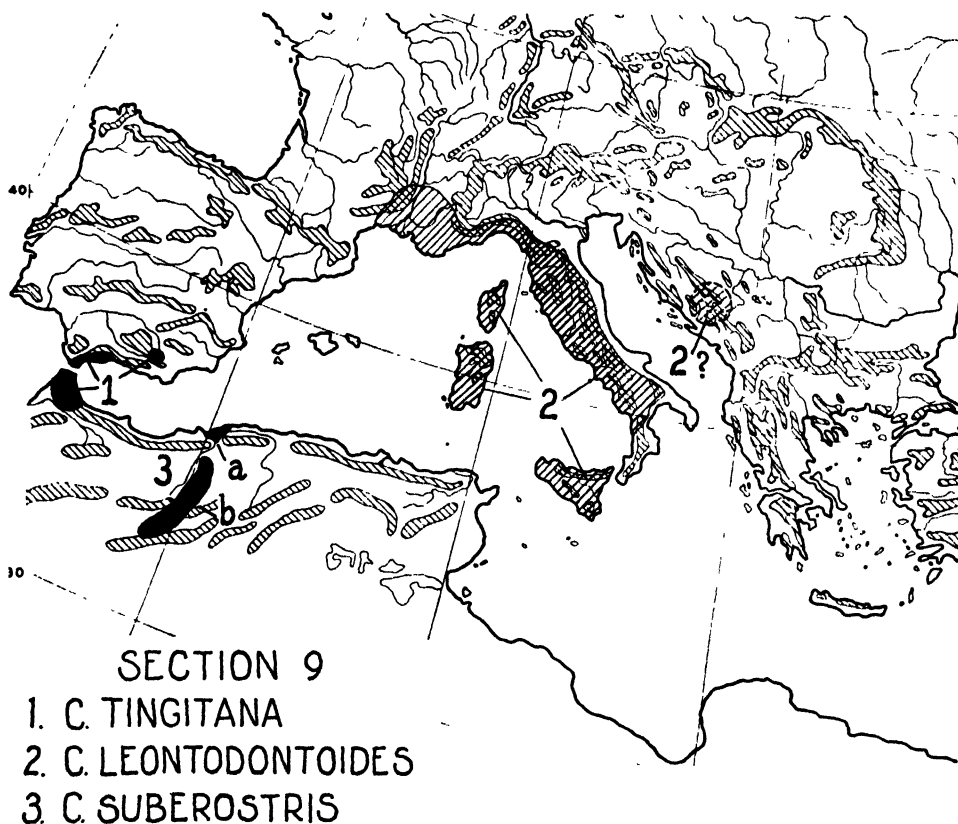 40
2?
1
2
3
a
b
30
SECTION 9
1. C. TINGITANA
2. C. LEONTODONTOIDES
3. C. SUBEROSTRIS